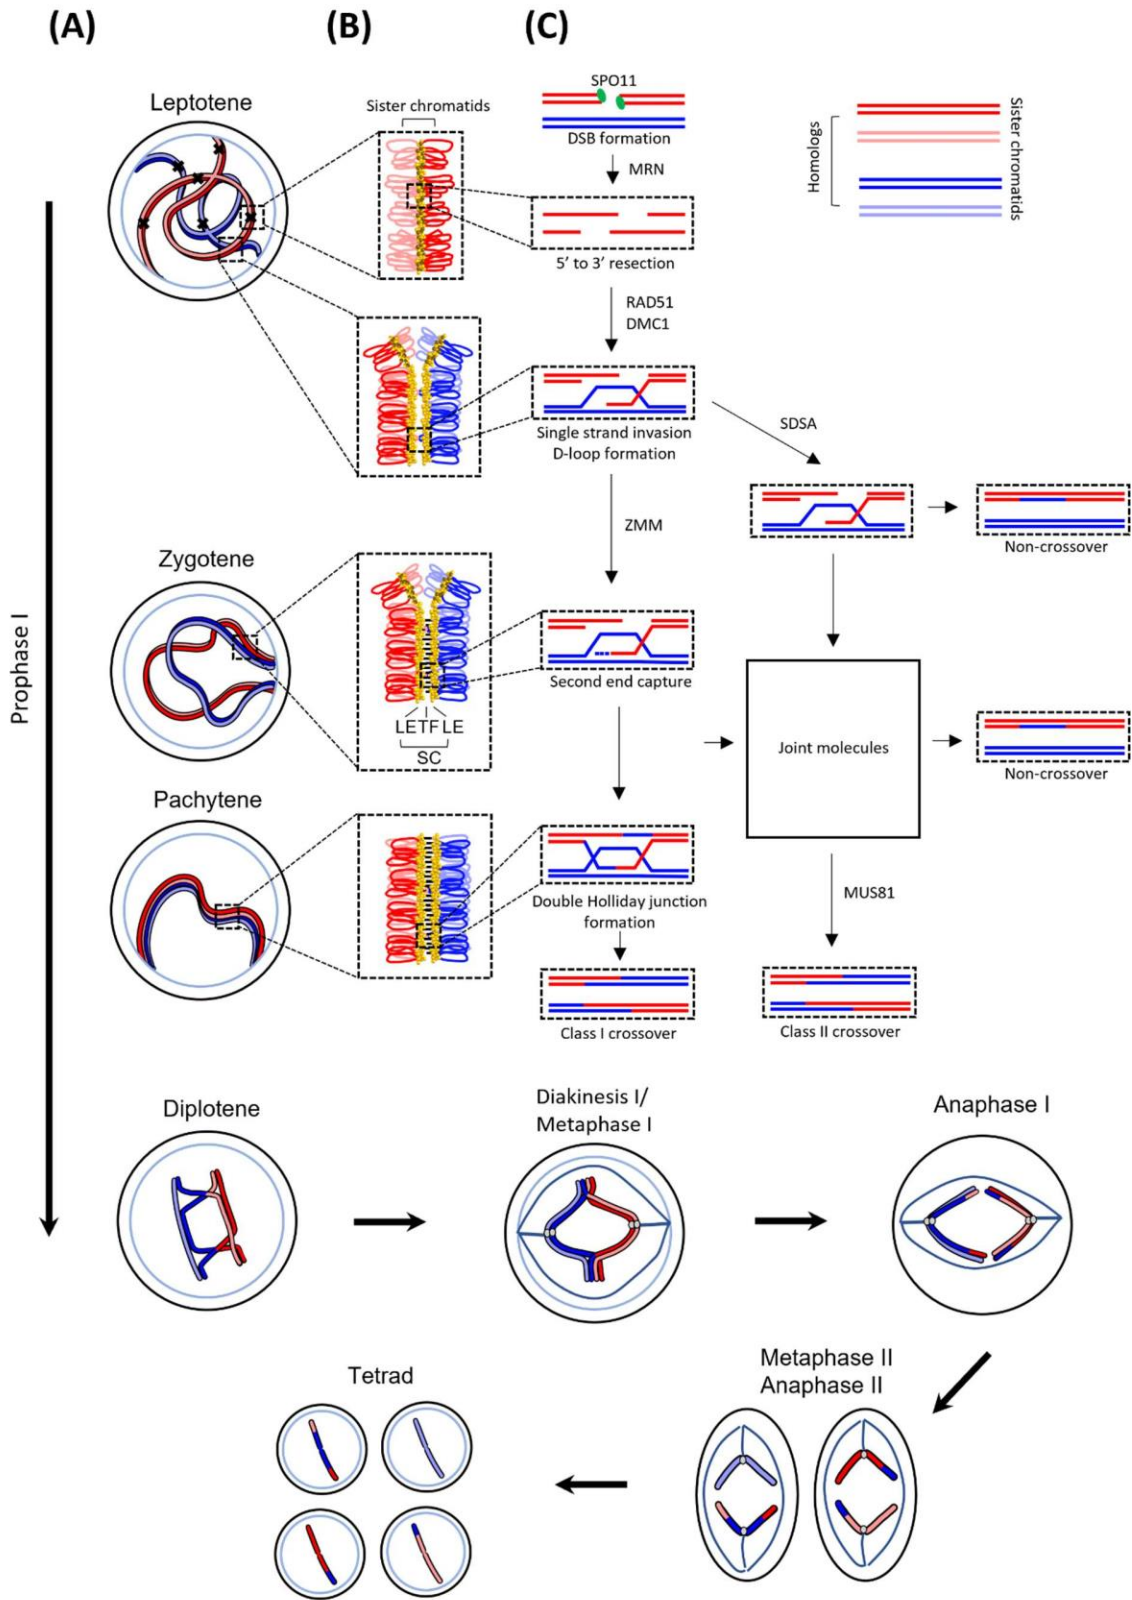 (A)
(B)
(C)
Leptotene
Sister chromatids
SPO11
DSB formation
MRN
5’ to 3’ resection
RAD51
DMC1
Single strand invasion
D-loop formation
SDSA
Non-crossover
ZMM
Homologs
Sister chromatids
Sister chromatids
Prophase I
Zygotene
LE TF LE
SC
Second end capture
Joint molecules
Non-crossover
Pachytene
Double Holliday junction
formation
MUS81
Class I crossover
Class II crossover
Diplotene
Diakinesis I/
Metaphase I
Anaphase I
Metaphase II
Anaphase II
Tetrad